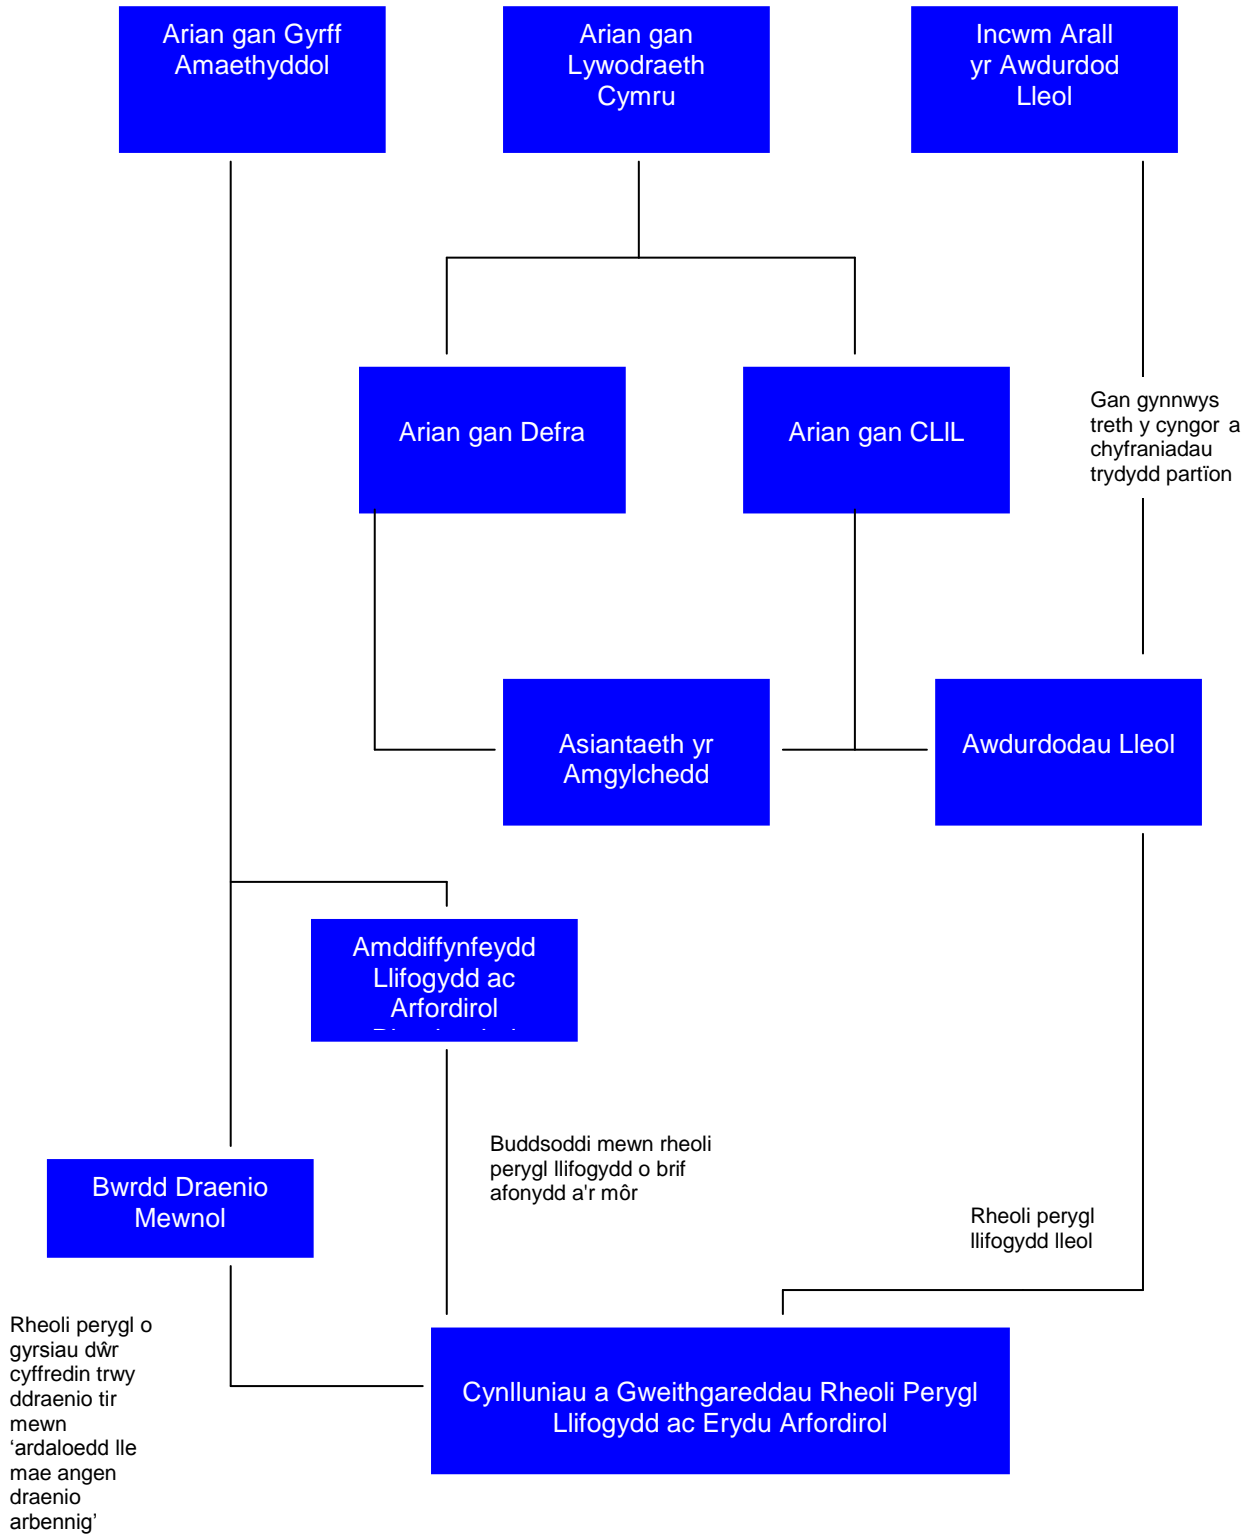 Arian gan Gyrff
Amaethyddol
Arian gan
Lywodraeth
Cymru
Incwm Arall
yr Awdurdod
Lleol
Arian gan Defra
Arian gan CLlL
Gan gynnwys
treth y cyngor a
chyfraniadau
trydydd partïon
Asiantaeth yr
Amgylchedd
Awdurdodau Lleol
Amddiffynfeydd
Llifogydd ac
Arfordirol
Buddsoddi mewn rheoli
perygl llifogydd o brif
afonydd a'r môr
Bwrdd Draenio
Mewnol
Rheoli perygl
llifogydd lleol
Rheoli perygl o
gyrsiau dŵr
cyffredin trwy
ddraenio tir
mewn
‘ardaloedd lle
mae angen
draenio
arbennig’
Cynlluniau a Gweithgareddau Rheoli Perygl
Llifogydd ac Erydu Arfordirol